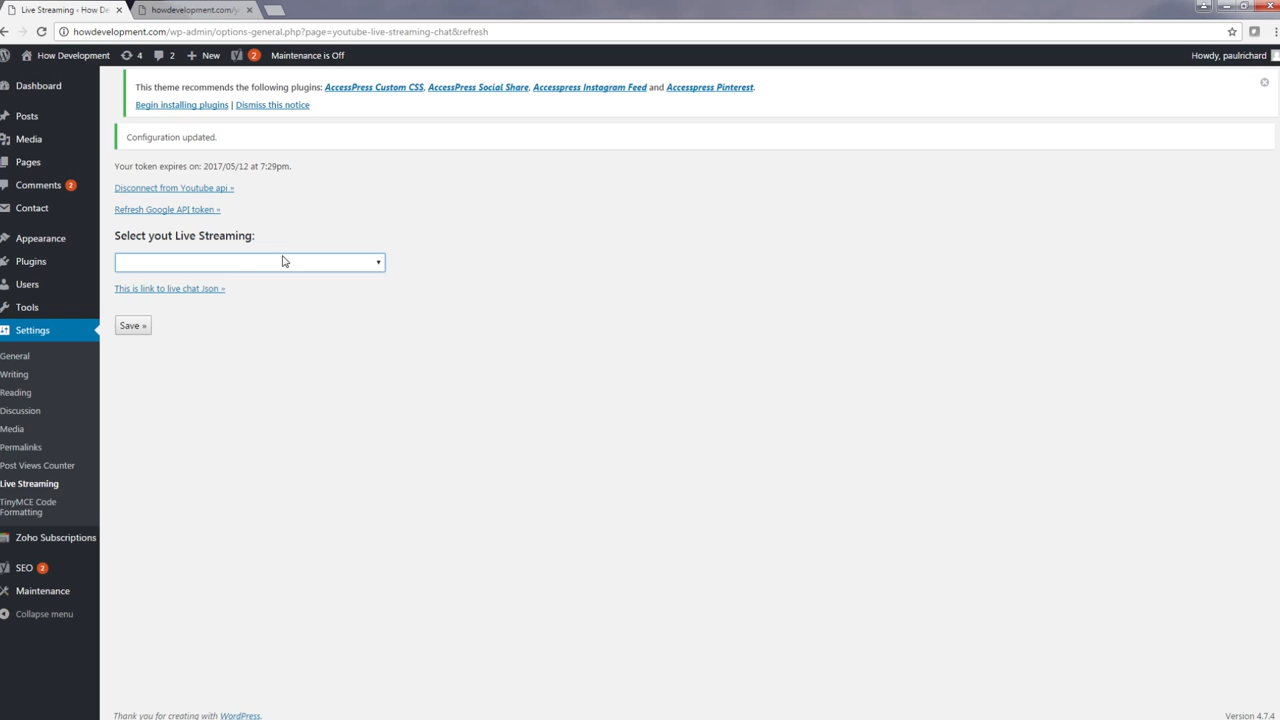 Live Streaming ‹ How De
howdevelopment.com/y
howdevelopment.com/wp-admin/options-general.php?page=youtube-live-streaming-chat&refresh
How Development
4
2
New
2
Maintenance is Off
Howdy, paulrichard
Dashboard
Posts
Media
Pages
Comments 2
Contact
Appearance
Plugins
Users
Tools
Settings
General
Writing
Reading
Discussion
Media
Permalinks
Post Views Counter
Live Streaming
TinyMCE Code
Formatting
Zoho Subscriptions
SEO 2
Maintenance
Collapse menu
This theme recommends the following plugins: AccessPress Custom CSS, AccessPress Social Share, Accesspress Instagram Feed and Accesspress Pinterest.
Begin installing plugins | Dismiss this notice
Configuration updated.
Your token expires on: 2017/05/12 at 7:29pm.
Disconnect from Youtube api »
Refresh Google API token »
Select yout Live Streaming:
This is link to live chat Json »
Save »
Thank you for creating with WordPress.
Version 4.7.4